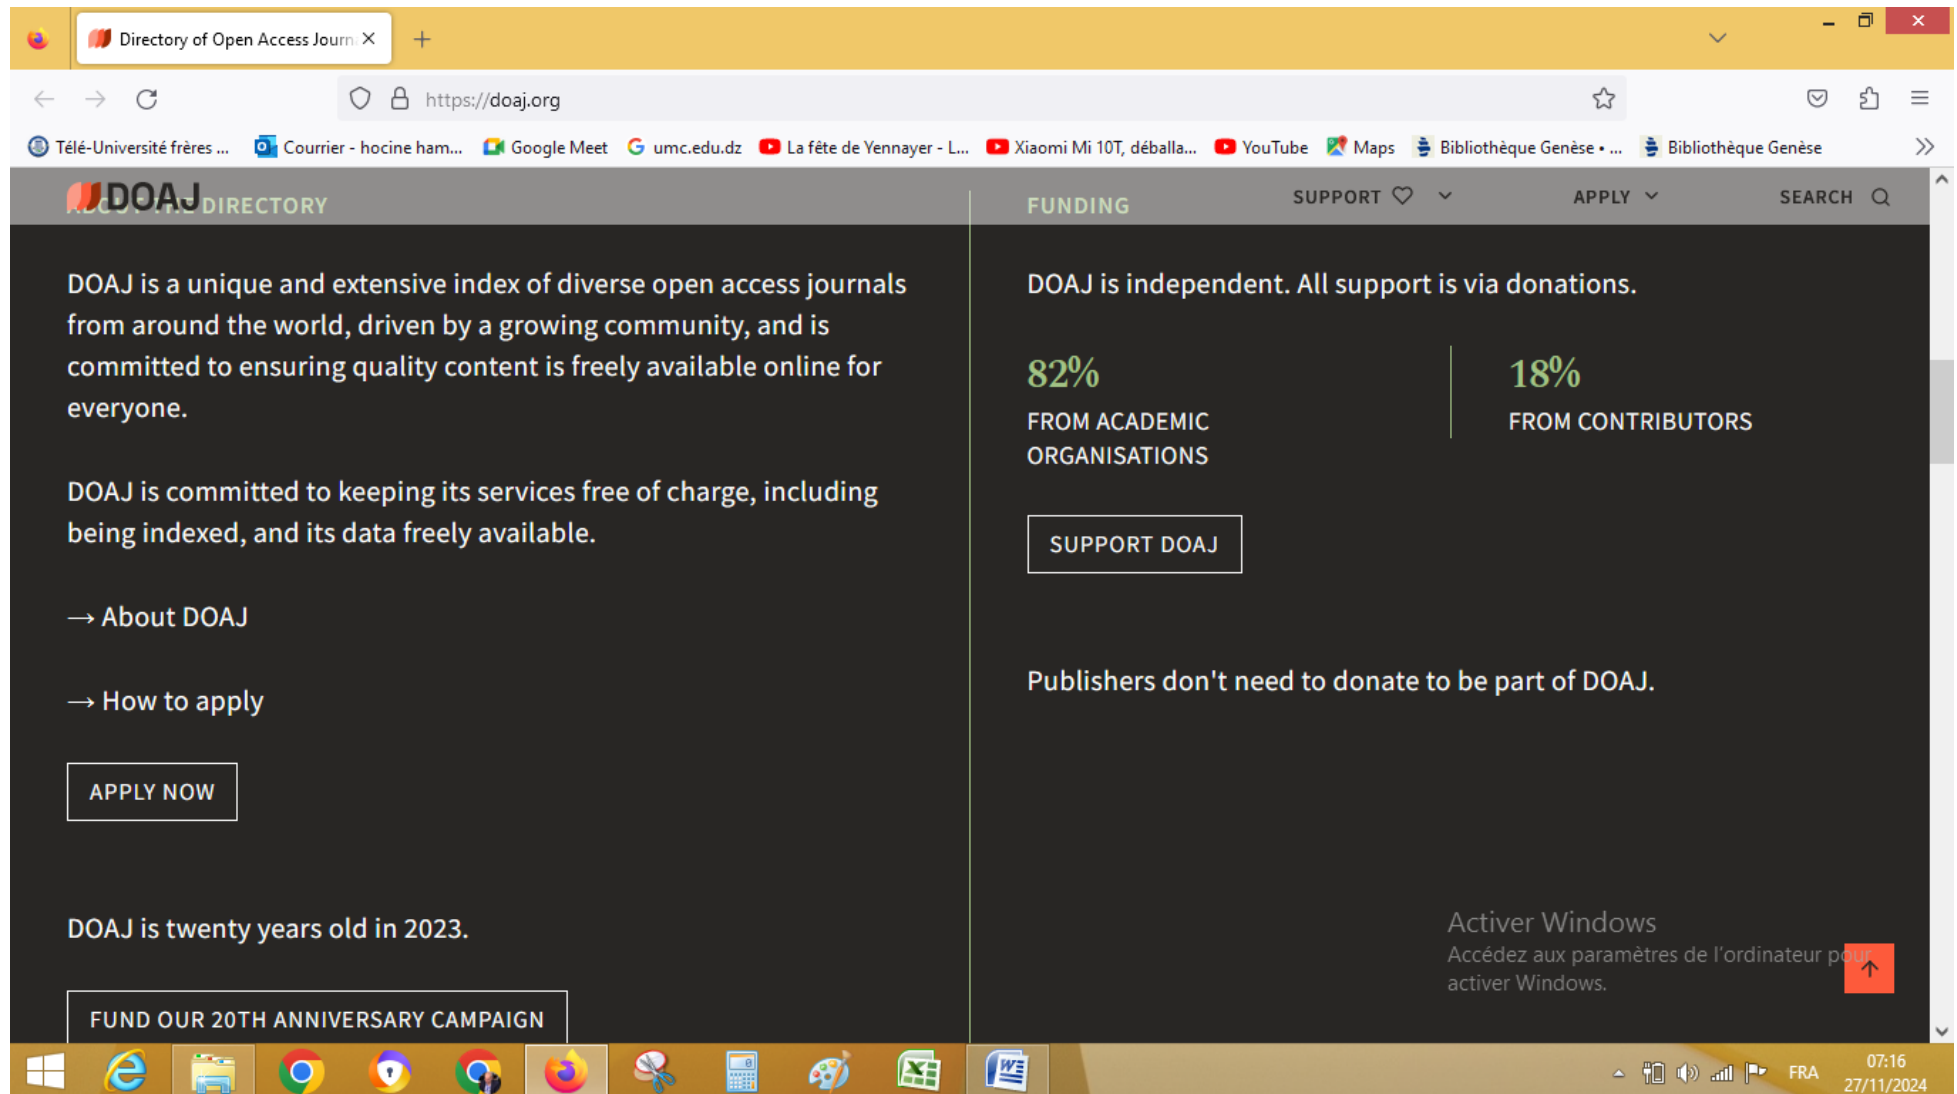 Directory of Open Access Journ
https://doaj.org
Télé-Université frères ...
Courrier - hocine ham...
Google Meet
umc.edu.dz
La fête de Yennayer - L...
Xiaomi Mi 10T, déballa...
YouTube
Maps
Bibliothèque Genèse • ...
Bibliothèque Genèse
DOAJ
SUPPORT
APPLY
SEARCH
ABOUT THE DIRECTORY
DOAJ is a unique and extensive index of diverse open access journals
from around the world, driven by a growing community, and is
committed to ensuring quality content is freely available online for
everyone.
DOAJ is committed to keeping its services free of charge, including
being indexed, and its data freely available.
→ About DOAJ
→ How to apply
APPLY NOW
DOAJ is twenty years old in 2023.
FUND OUR 20TH ANNIVERSARY CAMPAIGN
FUNDING
DOAJ is independent. All support is via donations.
82%
FROM ACADEMIC
ORGANISATIONS
18%
FROM CONTRIBUTORS
SUPPORT DOAJ
Publishers don't need to donate to be part of DOAJ.
Activer Windows
Accédez aux paramètres de l'ordinateur pour
activer Windows.
FRA
07:16
27/11/2024